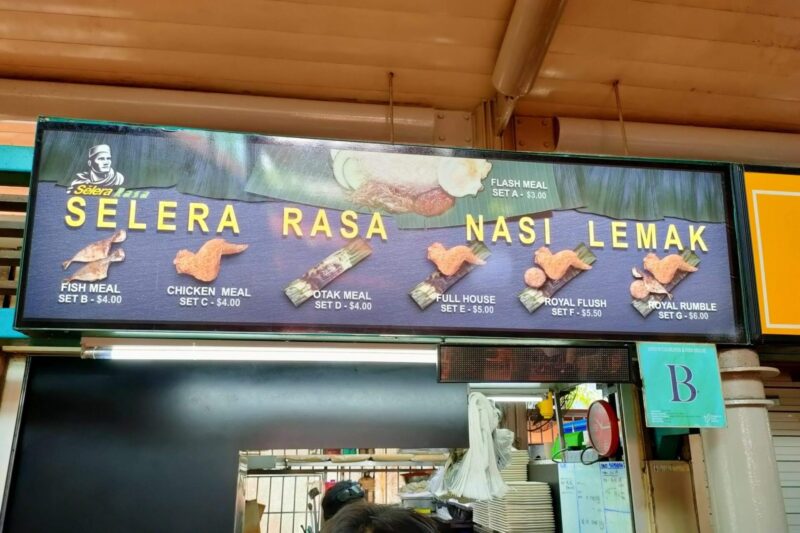 Selera Rasa
FLASH MEAL
SET A - $3.00
SELERA RASA NASI LEMAK
FISH MEAL
SET B - $4.00
CHICKEN MEAL
SET C - $4.00
OTAK MEAL
SET D - $4.00
FULL HOUSE
SET E - $5.00
ROYAL FLUSH
SET F - $5.50
ROYAL RUMBLE
SET G - $6.00
B